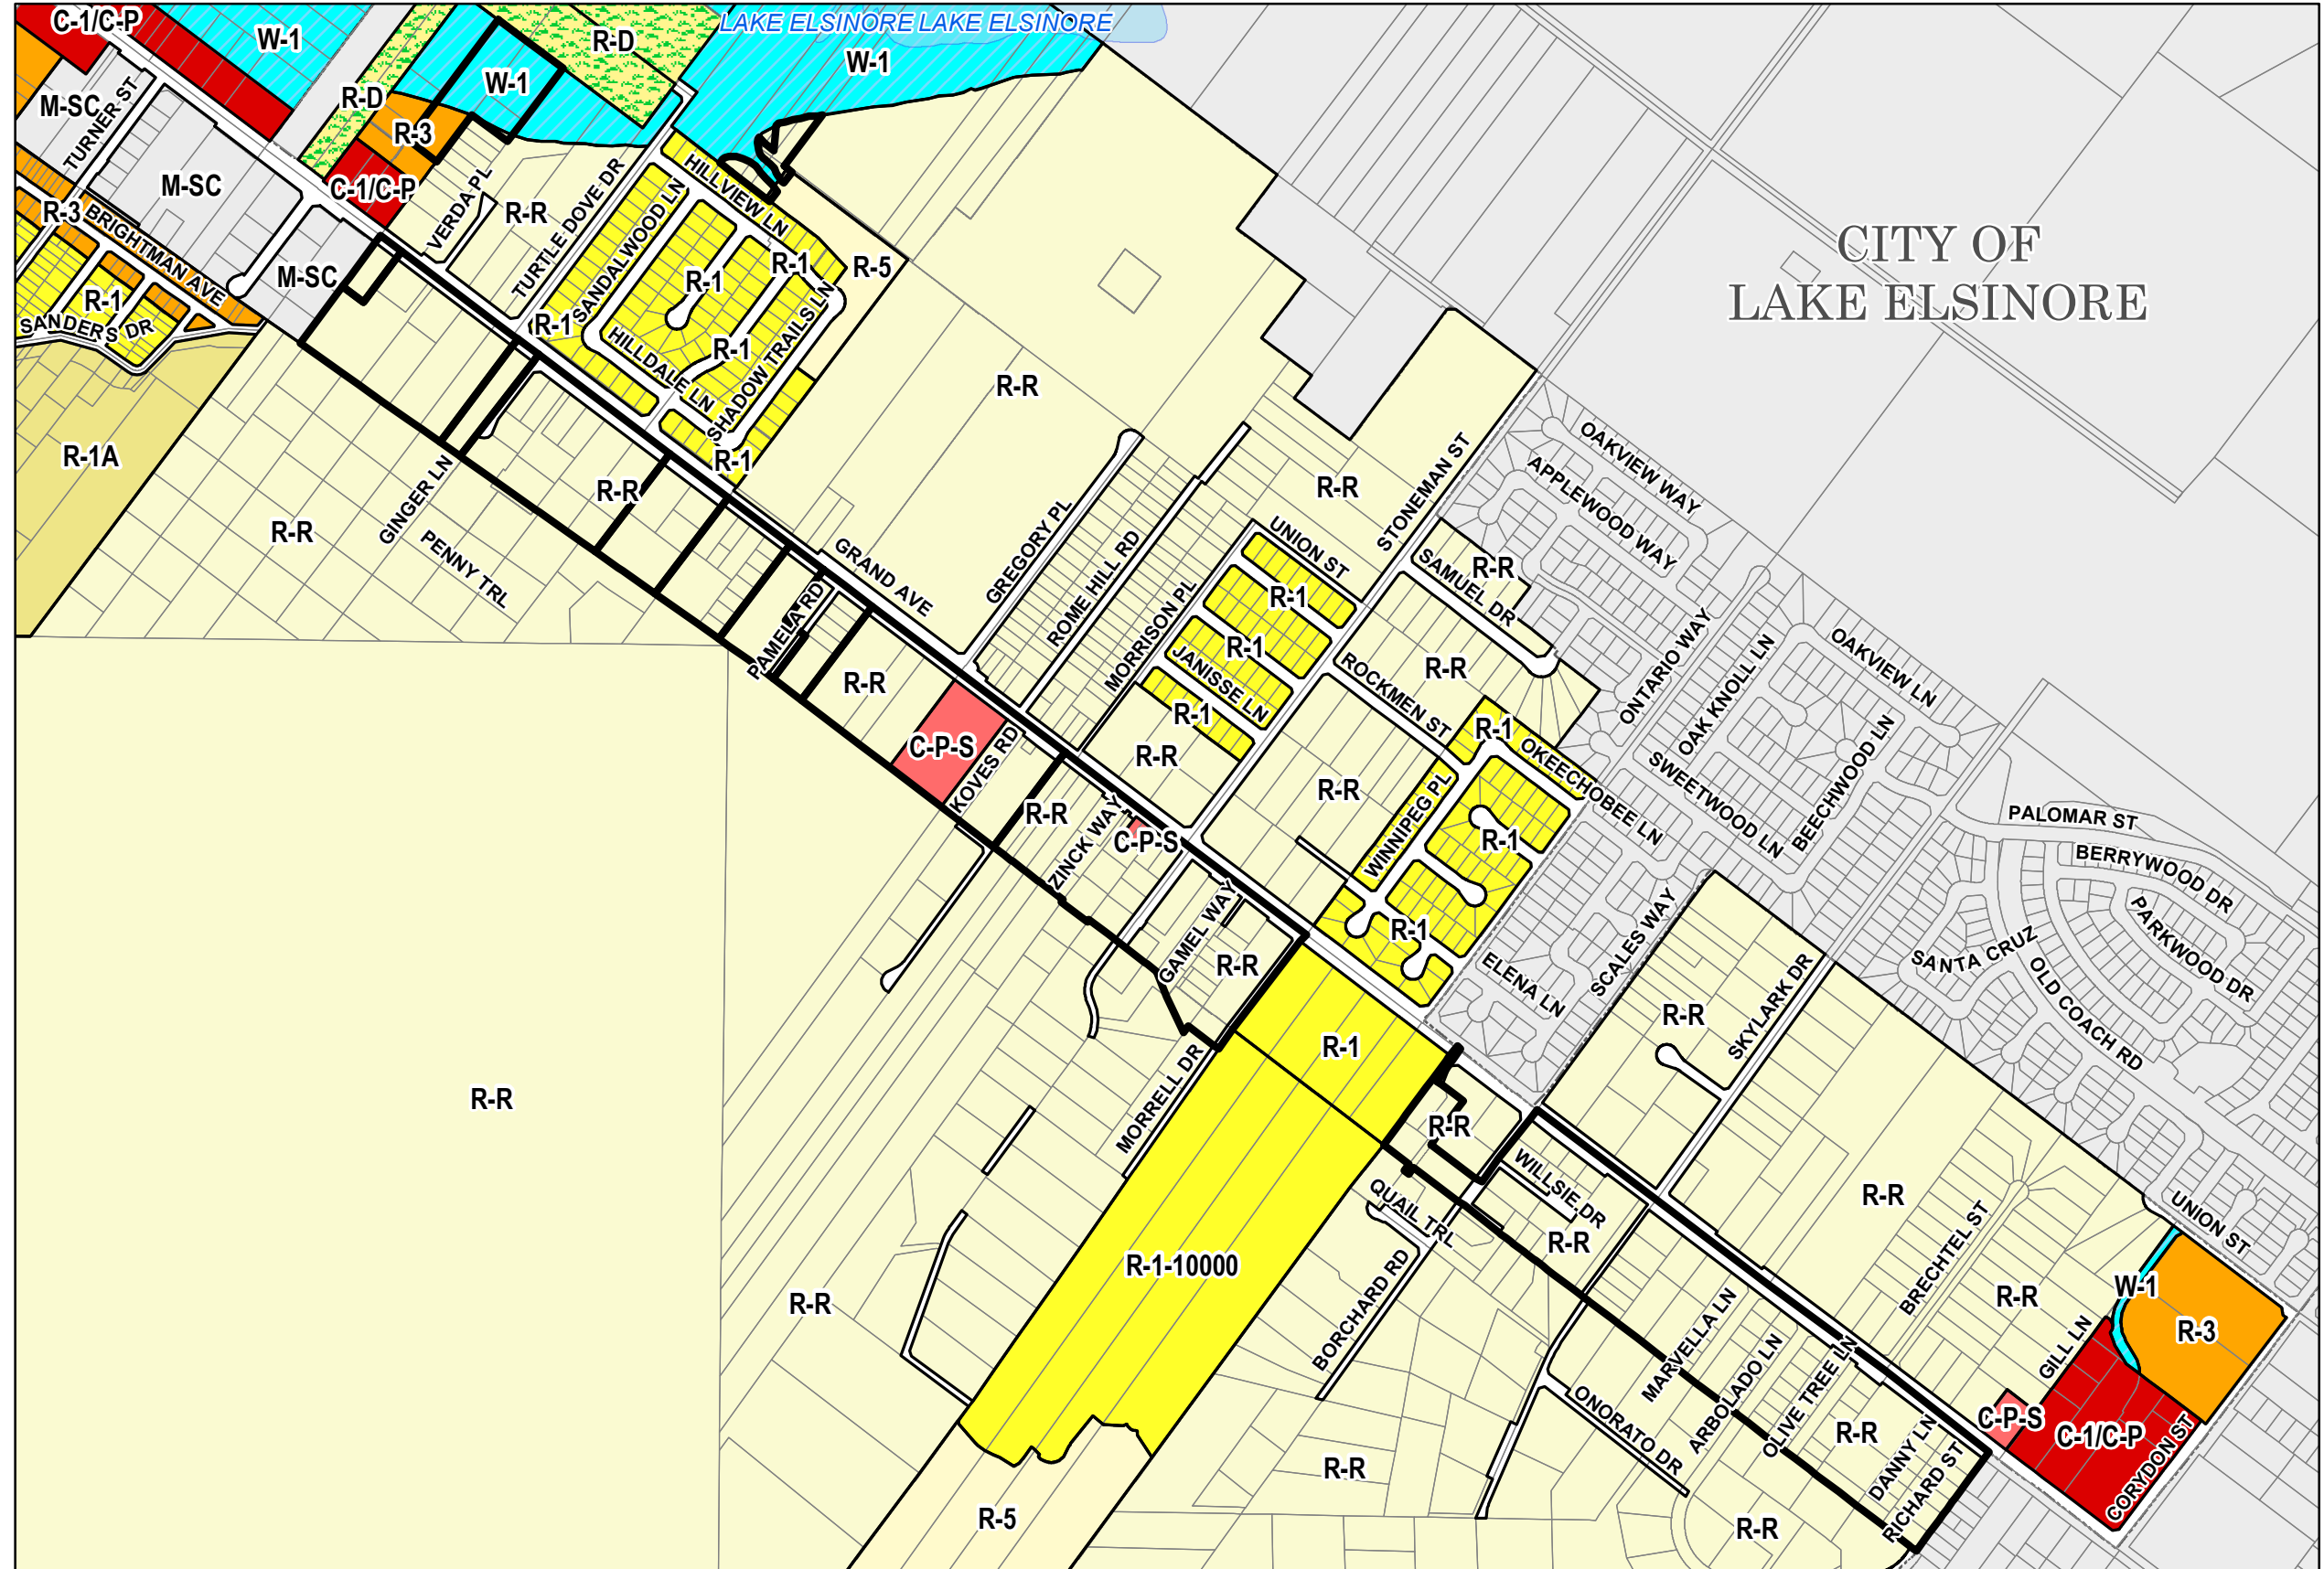 C-1/C-P
W-1
R-D
LAKE ELSINORE LAKE ELSINORE
W-1
W-1
M-SC
TURNER ST
R-D
R-3
M-SC
C-1/C-P
VERDA PL
R-R
TURTLE DOVE DR
HILLVIEW LN
SANDALWOOD LN
R-3
BRIGHTMAN AVE
M-SC
R-1
R-1
R-5
CITY OF
LAKE ELSINORE
R-1
SANDERS DR
R-1
HILLDALE LN
R-1
SHADOW TRAILS LN
R-R
R-1A
R-1
R-R
GINGER LN
PENNY TRL
R-R
GRAND AVE
GREGORY PL
ROME HILL RD
MORRISON PL
R-R
STONEMAN ST
OAKVIEW WAY
APPLEWOOD WAY
UNION ST
R-R
SAMUEL DR
R-1
R-1
JANISSE LN
R-1
ROCKMEN ST
R-R
ONTARIO WAY
OAK KNOLL LN
OAKVIEW LN
PAMELA RD
R-R
C-P-S
KOVES RD
R-R
R-R
R-R
R-1
OKEECHOBEE LN
SWEETWOOD LN
BEECHWOOD LN
PALOMAR ST
BERRYWOOD DR
PARKWOOD DR
ZINCK WAY
C-P-S
WINNIPEG PL
R-1
R-1
GAMEL WAY
R-R
ELENA LN
SCALES WAY
SANTA CRUZ
OLD COACH RD
R-R
SKYLARK DR
R-1
MORRELL DR
R-R
R-R
WILLSIE DR
QUAIL TRL
R-R
R-R
UNION ST
BRECHTEL ST
R-1-10000
BORCHARD RD
R-R
W-1
R-R
R-3
MARVELLA LN
GILL LN
ARBOLADO LN
OLIVE TREE LN
ONORATO DR
R-R
C-P-S
C-1/C-P
CORYDON ST
DANNY LN
RICHARD ST
R-R
R-5
R-R